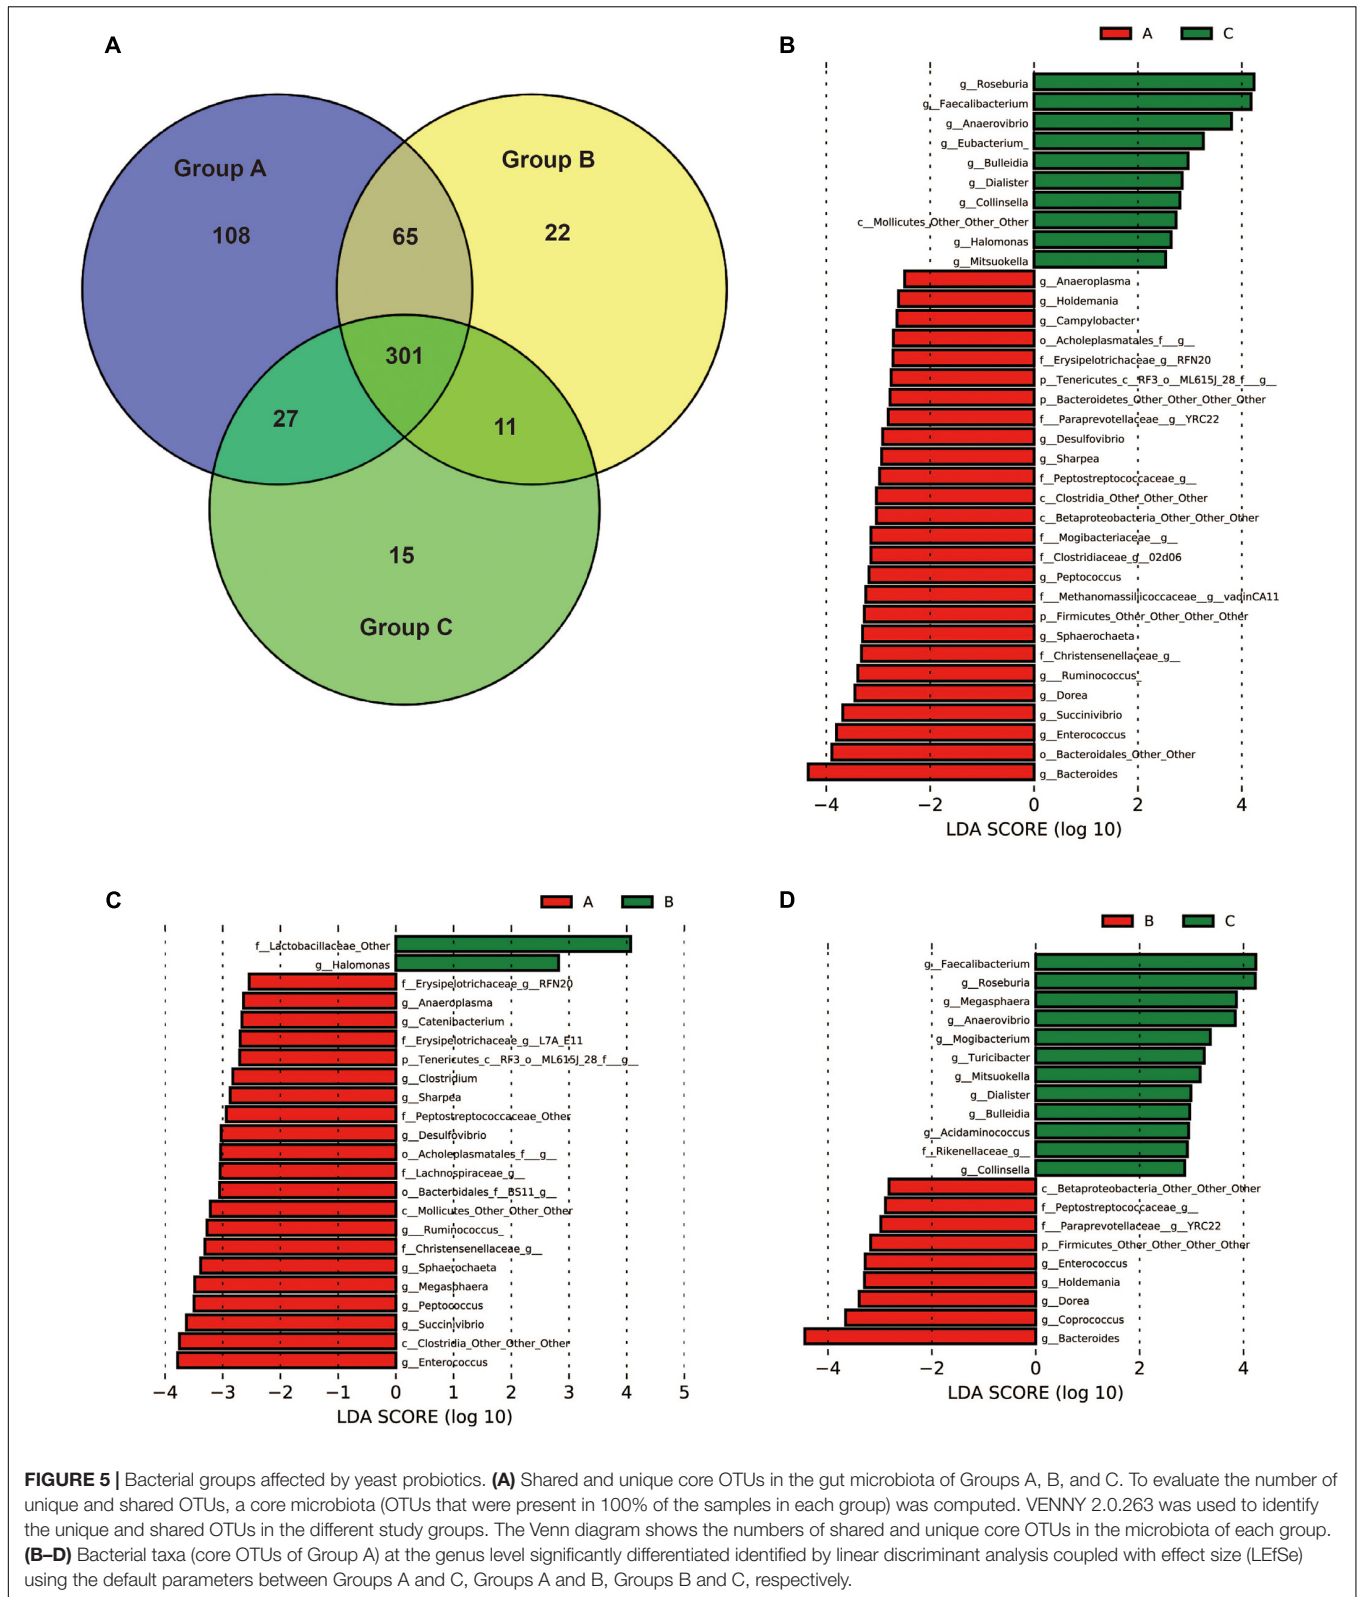 A
Group A
Group B
108
65
22
301
27
11
15
Group C
B
A C
g__Roseburia
g__Faecalibacterium
g__Anaerovibrio
g__Eubacterium_
g__Bulleidia
g__Dialister
g__Collinsella
c__Mollicutes_Other_Other_Other
g__Halomonas
g__Mitsuokella
g__Anaeroplasma
g__Holdemania
g__Campylobacter
o__Acholeplasmatales_f___g__
f__Erysipelotrichaceae_g__RFN20
p__Tenericutes_c__RF3_o__ML615J_28_f___g__
p__Bacteroidetes_Other_Other_Other_Other
f___Paraprevotellaceae__g__YRC22
g__Desulfovibrio
g__Sharpea
f__Peptostreptococcaceae_g__
c__Clostridia_Other_Other_Other
c__Betaproteobacteria_Other_Other_Other
f___Mogibacteriaceae__g__
f__Clostridiaceae_g__02d06
g__Peptococcus
f___Methanomassiliicoccaceae__g__vadinCA11
p__Firmicutes_Other_Other_Other_Other
g__Sphaerochaeta
f__Christensenellaceae_g__
g___Ruminococcus_
g__Dorea
g__Succinivibrio
g__Enterococcus
o__Bacteroidales_Other_Other
g__Bacteroides
−4 −2 0 2 4
LDA SCORE (log 10)
C
A B
f__Lactobacillaceae_Other
g__Halomonas
f__Erysipelotrichaceae_g__RFN20
g__Anaeroplasma
g__Catenibacterium
f__Erysipelotrichaceae_g__L7A_E11
p__Tenericutes_c__RF3_o__ML615J_28_f___g__
g__Clostridium
g__Sharpea
f__Peptostreptococcaceae_Other
g__Desulfovibrio
o__Acholeplasmatales_f___g__
f__Lachnospiraceae_g__
o__Bacteroidales_f__BS11_g__
c__Mollicutes_Other_Other_Other
g___Ruminococcus_
f__Christensenellaceae_g__
g__Sphaerochaeta
g__Megasphaera
g__Peptococcus
g__Succinivibrio
c__Clostridia_Other_Other_Other
g__Enterococcus
−4 −3 −2 −1 0 1 2 3 4 5
LDA SCORE (log 10)
D
B C
g__Faecalibacterium
g__Roseburia
g__Megasphaera
g__Anaerovibrio
g__Mogibacterium
g__Turicibacter
g__Mitsuokella
g__Dialister
g__Bulleidia
g__Acidaminococcus
f__Rikenellaceae_g__
g__Collinsella
c__Betaproteobacteria_Other_Other_Other
f__Peptostreptococcaceae_g__
f___Paraprevotellaceae__g__YRC22
p__Firmicutes_Other_Other_Other_Other
g__Enterococcus
g__Holdemania
g__Dorea
g__Coprococcus
g__Bacteroides
−4 −2 0 2 4
LDA SCORE (log 10)
FIGURE 5 | Bacterial groups affected by yeast probiotics. (A) Shared and unique core OTUs in the gut microbiota of Groups A, B, and C. To evaluate the number of
unique and shared OTUs, a core microbiota (OTUs that were present in 100% of the samples in each group) was computed. VENNY 2.0.263 was used to identify
the unique and shared OTUs in the different study groups. The Venn diagram shows the numbers of shared and unique core OTUs in the microbiota of each group.
(B–D) Bacterial taxa (core OTUs of Group A) at the genus level significantly differentiated identified by linear discriminant analysis coupled with effect size (LEfSe)
using the default parameters between Groups A and C, Groups A and B, Groups B and C, respectively.